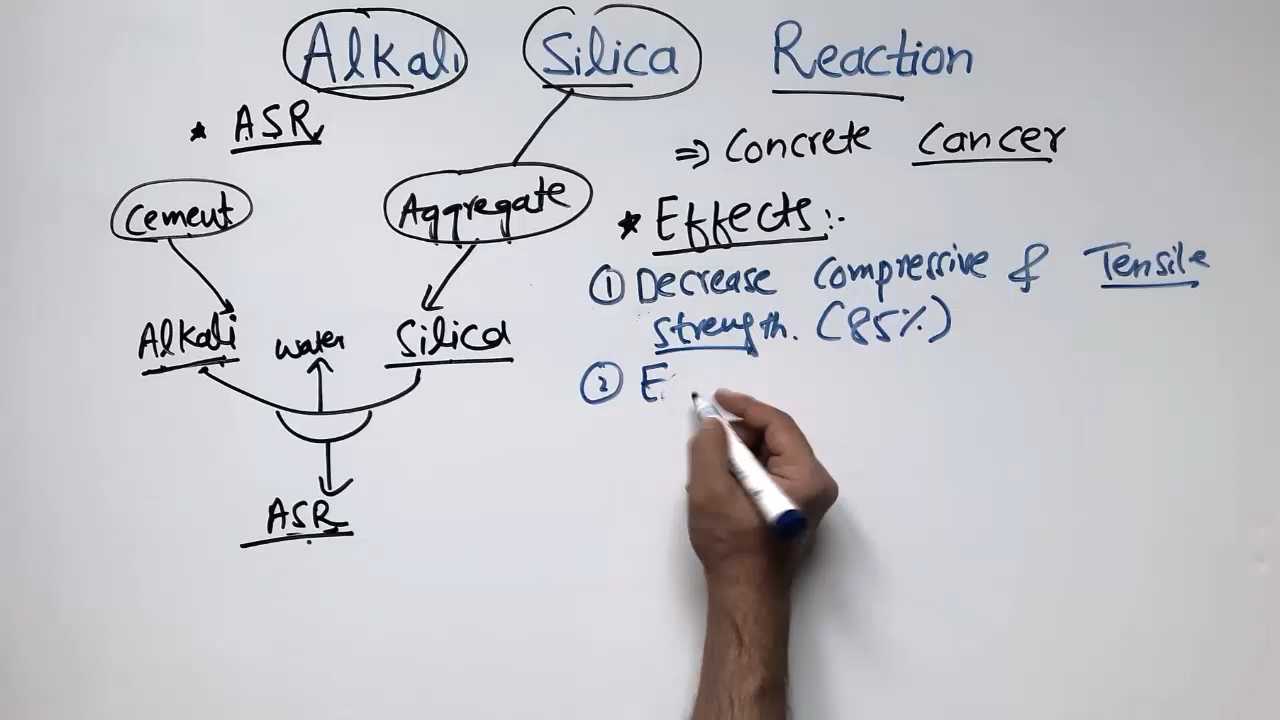 Alkali Silica Reaction
* ASR
⇒ Concrete Cancer
Cement
Aggregate
Alkali
water
Silica
ASR
* Effects:-
① Decrease Compressive & Tensile
Strength. (85%)
② E